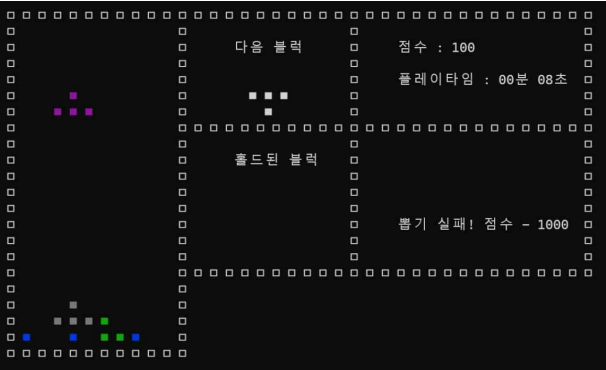 다음 블럭
점수 : 100
플레이타임 : 00분 08초
홀드된 블럭
뽑기 실패! 점수 - 1000